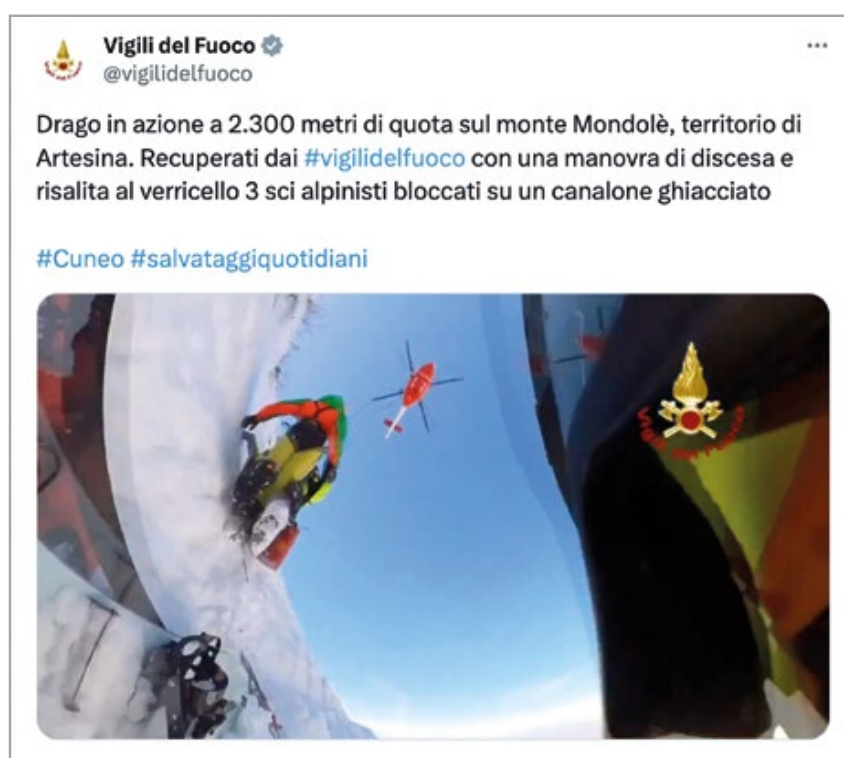 Vigili del Fuoco
@vigilidelfuoco
Drago in azione a 2.300 metri di quota sul monte Mondolè, territorio di
Artesina. Recuperati dai #vigilidelfuoco con una manovra di discesa e
risalita al verricello 3 sci alpinisti bloccati su un canalone ghiacciato
#Cuneo #salvataggiquotidiani
Vigili del Fuoco